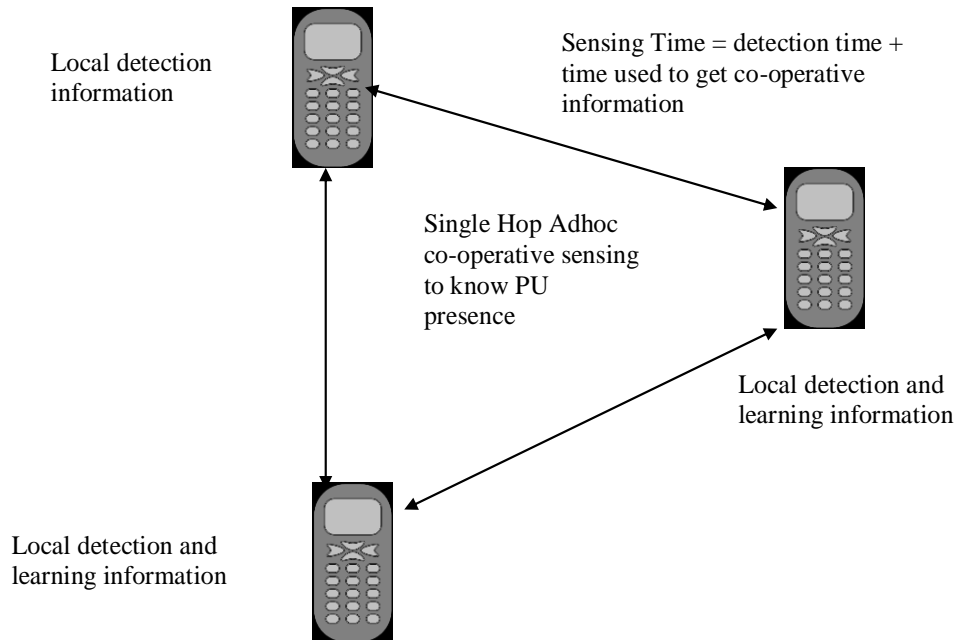 Local detection
information
Sensing Time = detection time +
time used to get co-operative
information
Single Hop Adhoc
co-operative sensing
to know PU
presence
Local detection and
learning information
Local detection and
learning information